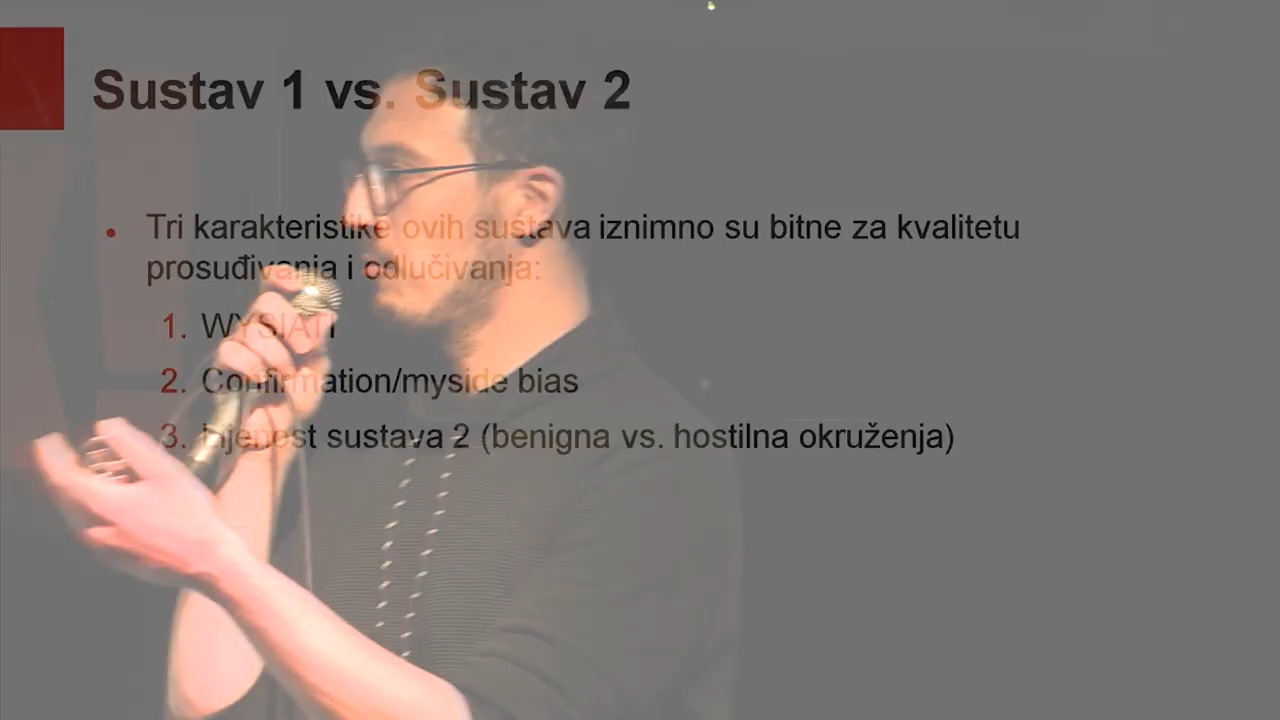 Sustav 1 vs. Sustav 2
• Tri karakteristike ovih sustava iznimno su bitne za kvalitetu
prosuđivanja i odlučivanja:
1. WYSIATI
2. Confirmation/myside bias
3. lijenost sustava 2 (benigna vs. hostilna okruženja)